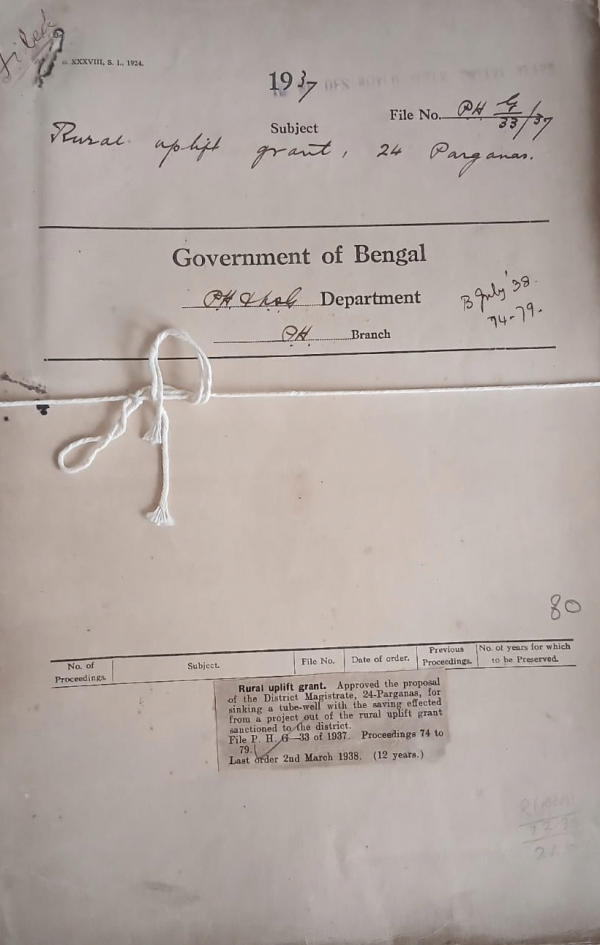 Filed
XXXVIII, S. I., 1924.
1937
File No. PH G/33/37
Subject
Rural uplift grant, 24 Parganas.
Government of Bengal
PH & LSG Department
B July '38.
74-79.
PH Branch
80
No. of Proceedings. Subject. File No. Date of order. Previous Proceedings. No. of years for which to be Preserved.
Rural uplift grant. Approved the proposal
of the District Magistrate, 24-Parganas, for
sinking a tube-well with the saving effected
from a project out of the rural uplift grant
sanctioned to the district.
File P. H. G—33 of 1937. Proceedings 74 to
79.
Last order 2nd March 1938. (12 years.)